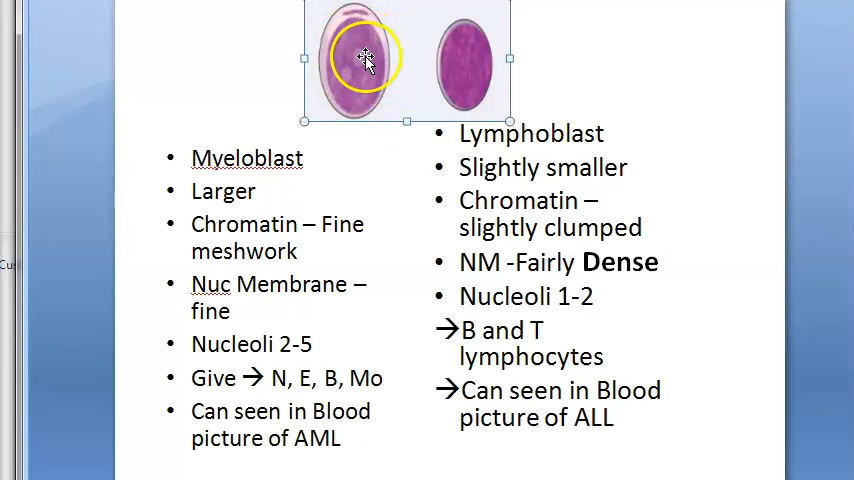 Cus
• Myeloblast
• Larger
• Chromatin – Fine
meshwork
• Nuc Membrane –
fine
• Nucleoli 2-5
• Give → N, E, B, Mo
• Can seen in Blood
picture of AML
• Lymphoblast
• Slightly smaller
• Chromatin –
slightly clumped
• NM -Fairly Dense
• Nucleoli 1-2
→B and T
lymphocytes
→Can seen in Blood
picture of ALL